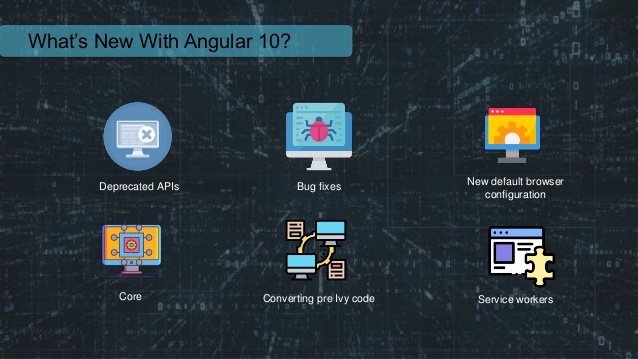 What's New With Angular 10?
Deprecated APIs
Bug fixes
New default browser
configuration
Core
Converting pre Ivy code
Service workers